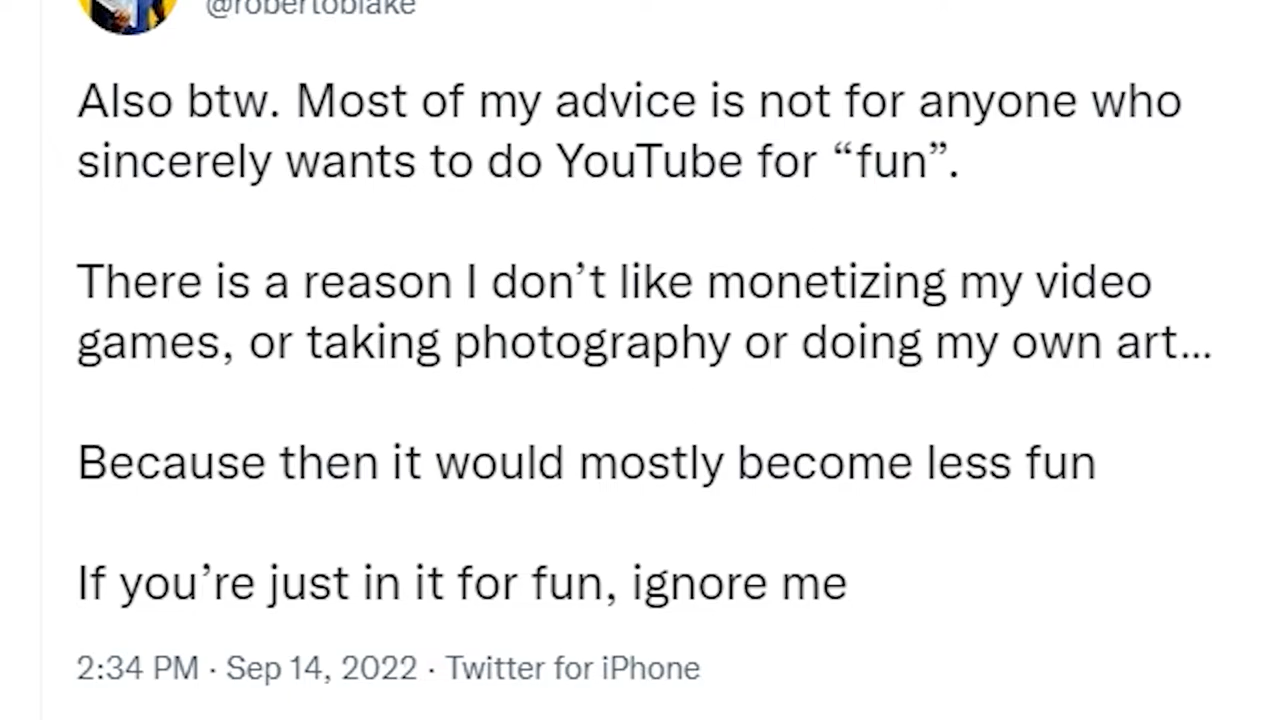 @robertoblake
Also btw. Most of my advice is not for anyone who
sincerely wants to do YouTube for “fun”.
There is a reason I don’t like monetizing my video
games, or taking photography or doing my own art...
Because then it would mostly become less fun
If you’re just in it for fun, ignore me
2:34 PM · Sep 14, 2022 · Twitter for iPhone